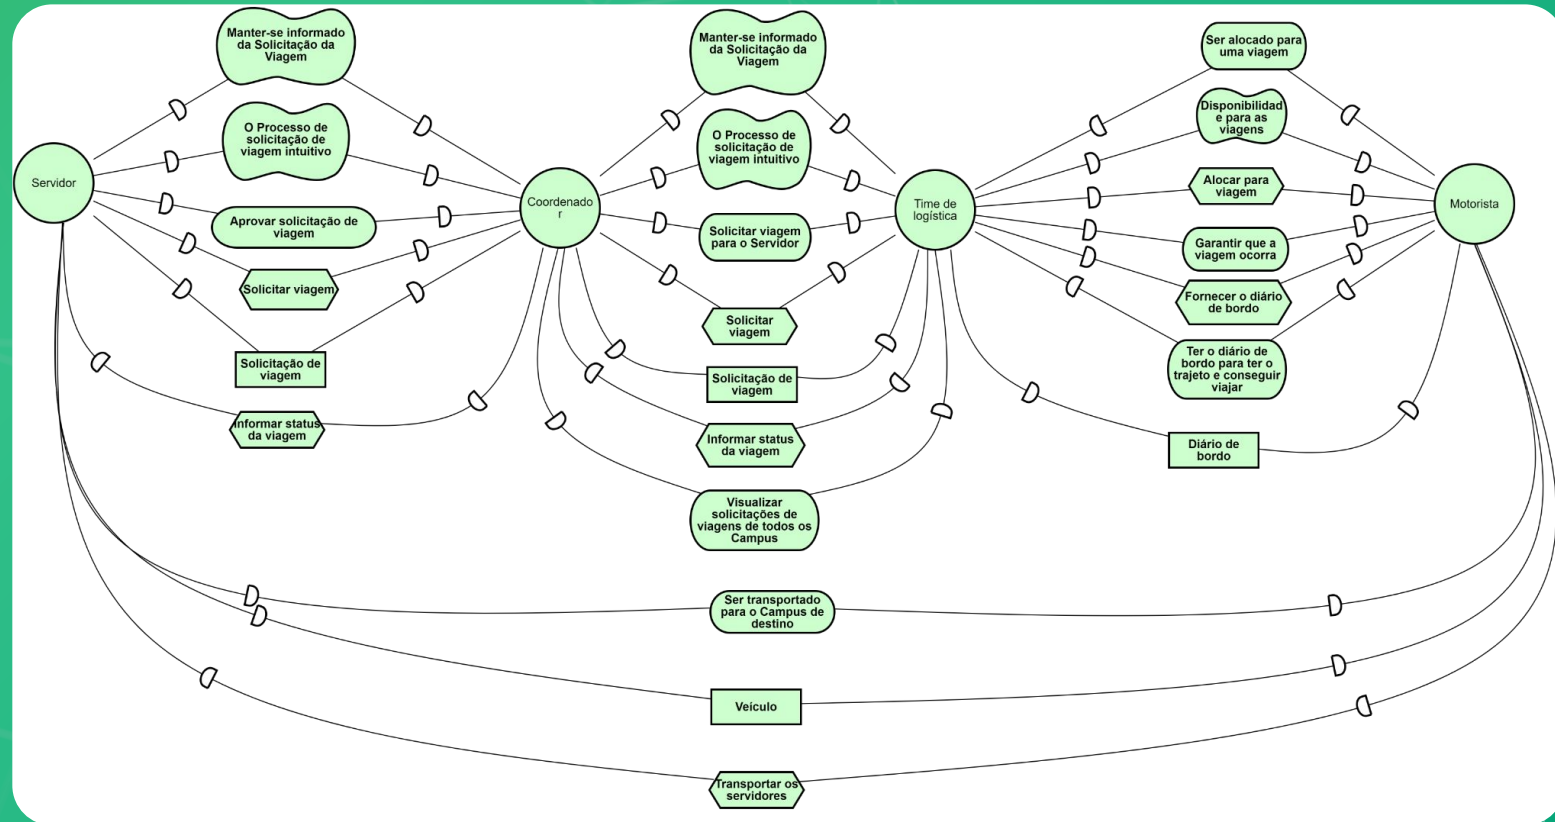 Manter-se informado
da Solicitação da
Viagem
O Processo de
solicitação de
viagem intuitivo
Servidor
Aprovar solicitação de
viagem
Solicitar viagem
Solicitação de
viagem
Informar status
da viagem
Coordenado
r
Manter-se informado
da Solicitação da
Viagem
O Processo de
solicitação de
viagem intuitivo
Solicitar viagem
para o Servidor
Solicitar
viagem
Solicitação de
viagem
Informar status
da viagem
Visualizar
solicitações de
viagens de todos os
Campus
Time de
logística
Ser alocado para
uma viagem
Disponibilidad
e para as
viagens
Alocar para
viagem
Garantir que a
viagem ocorra
Fornecer o diário
de bordo
Ter o diário de
bordo para ter o
trajeto e conseguir
viajar
Diário de
bordo
Motorista
Ser transportado
para o Campus de
destino
Veículo
Transportar os
servidores